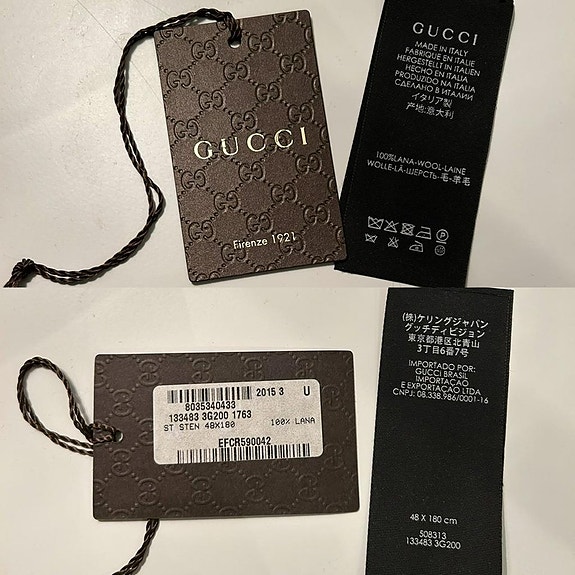 GUCCI
Firenze 1921
GUCCI
MADE IN ITALY
FABRIQUE EN ITALIE
HERGESTELLT IN ITALIEN
HECHO EN ITALIA
PRODUZIDO NA ITALIA
СДЕЛАНО В ИТАЛИИ
イタリア製
产地:意大利
100%LANA-WOOL-LAINE
WOLLE-LÃ-ШЕРСТЬ-毛-羊毛
2015 3 U
8035340433
133483 3G200 1763
ST STEN 48X180 100% LANA
EFCR590042
(株)ケリングジャパン
グッチディビジョン
東京都港区北青山
3丁目6番7号
IMPORTADO POR:
GUCCI BRASIL
IMPORTACAO
E EXPORTACAO LTDA
CNPJ: 08.338.986/0001-16
48 X 180 cm
508313
133483 3G200